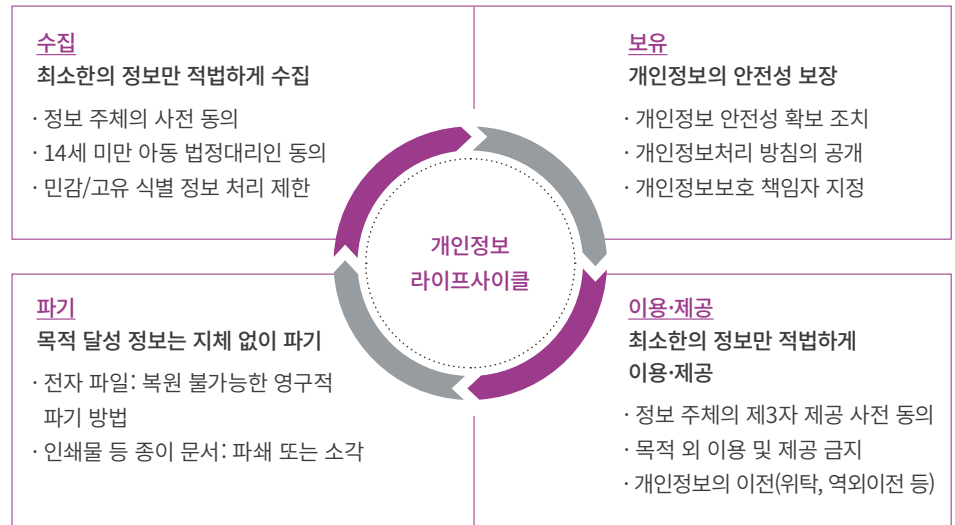 수집
최소한의 정보만 적법하게 수집
· 정보 주체의 사전 동의
· 14세 미만 아동 법정대리인 동의
· 민감/고유 식별 정보 처리 제한
보유
개인정보의 안전성 보장
· 개인정보 안전성 확보 조치
· 개인정보처리 방침의 공개
· 개인정보보호 책임자 지정
개인정보
라이프사이클
파기
목적 달성 정보는 지체 없이 파기
· 전자 파일: 복원 불가능한 영구적
파기 방법
· 인쇄물 등 종이 문서: 파쇄 또는 소각
이용·제공
최소한의 정보만 적법하게
이용·제공
· 정보 주체의 제3자 제공 사전 동의
· 목적 외 이용 및 제공 금지
· 개인정보의 이전(위탁, 역외이전 등)